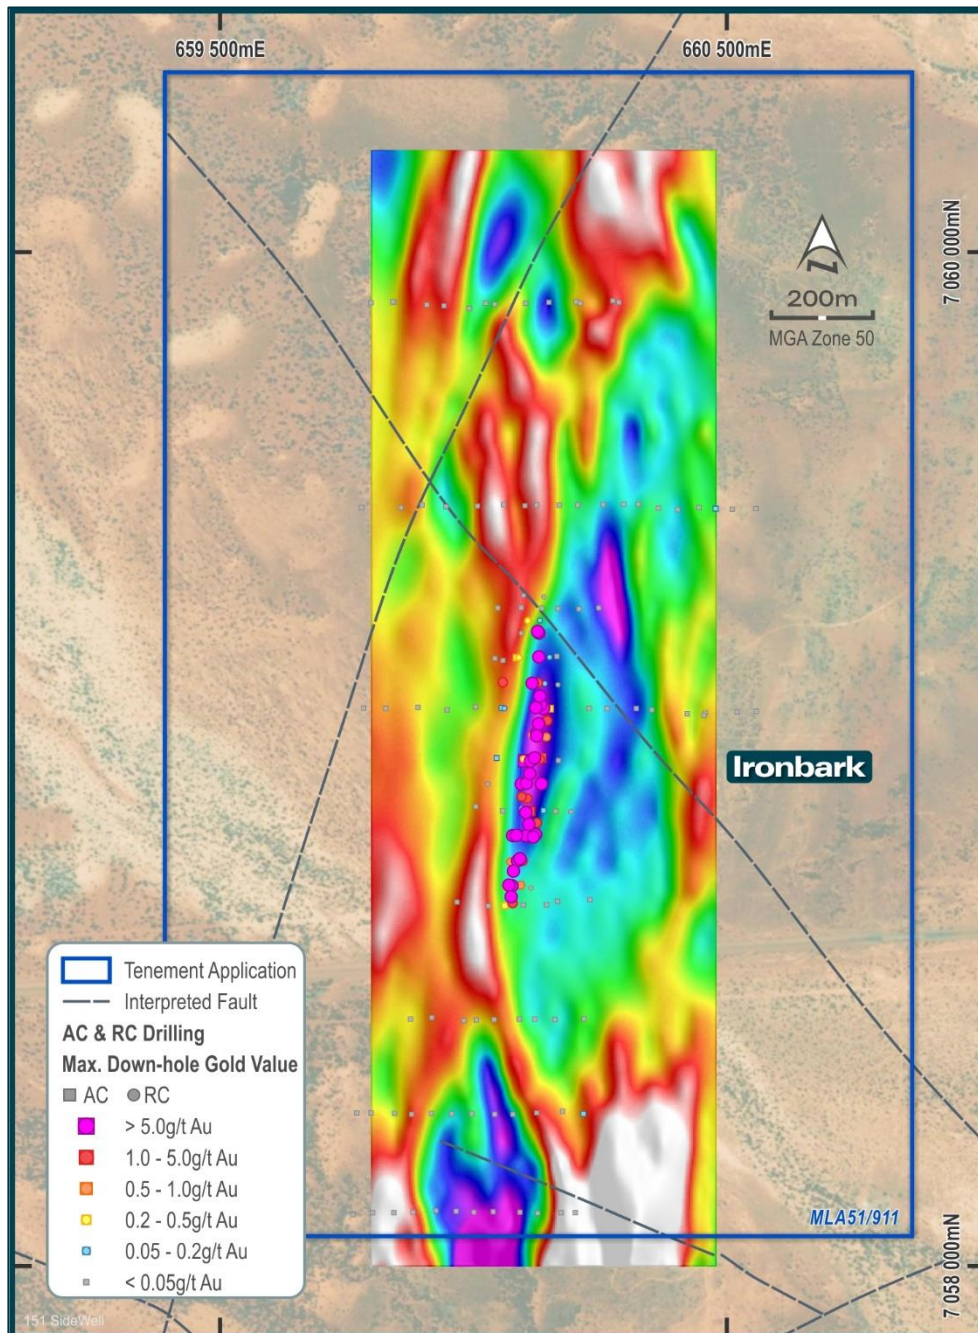 659 500mE
660 500mE
7 060 000mN
200m
MGA Zone 50
Ironbark
Tenement Application
Interpreted Fault
AC & RC Drilling
Max. Down-hole Gold Value
AC RC
> 5.0g/t Au
1.0 - 5.0g/t Au
0.5 - 1.0g/t Au
0.2 - 0.5g/t Au
0.05 - 0.2g/t Au
< 0.05g/t Au
MLA51/911
7 058 000mN
151 SideWell